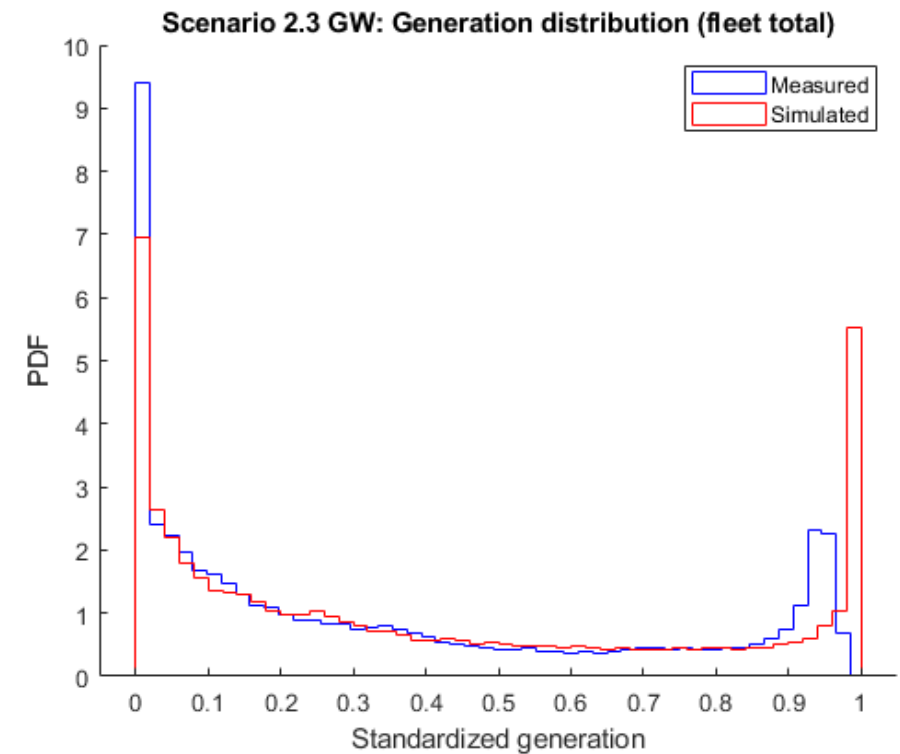 Scenario 2.3 GW: Generation distribution (fleet total)
10
9
8
7
6
5
4
3
2
1
0
PDF
Measured
Simulated
0 0.1 0.2 0.3 0.4 0.5 0.6 0.7 0.8 0.9 1
Standardized generation